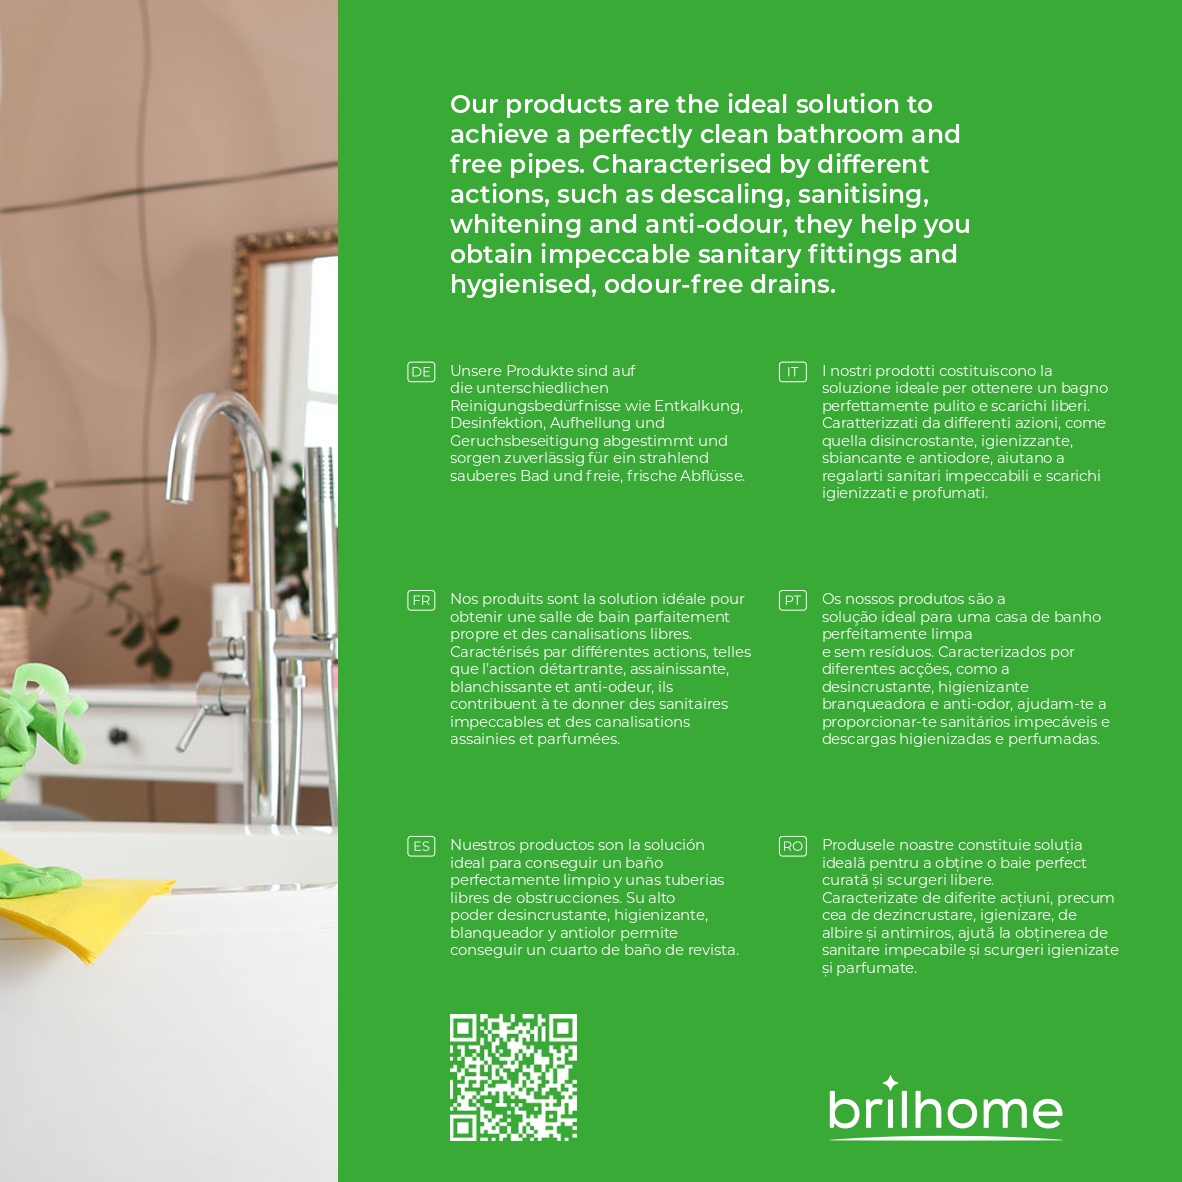 Our products are the ideal solution to
achieve a perfectly clean bathroom and
free pipes. Characterised by different
actions, such as descaling, sanitising,
whitening and anti-odour, they help you
obtain impeccable sanitary fittings and
hygienised, odour-free drains.
DE
Unsere Produkte sind auf
die unterschiedlichen
Reinigungsbedürfnisse wie Entkalkung,
Desinfektion, Aufhellung und
Geruchsbeseitigung abgestimmt und
sorgen zuverlässig für ein strahlend
sauberes Bad und freie, frische Abflüsse.
IT
I nostri prodotti costituiscono la
soluzione ideale per ottenere un bagno
perfettamente pulito e scarichi liberi.
Caratterizzati da differenti azioni, come
quella disincrostante, igienizzante,
sbiancante e antiodore, aiutano a
regalarti sanitari impeccabili e scarichi
igienizzati e profumati.
FR
Nos produits sont la solution idéale pour
obtenir une salle de bain parfaitement
propre et des canalisations libres.
Caractérisés par différentes actions, telles
que l'action détartrante, assainissante,
blanchissante et anti-odeur, ils
contribuent à te donner des sanitaires
impeccables et des canalisations
assainies et parfumées.
PT
Os nossos produtos são a
solução ideal para uma casa de banho
perfeitamente limpa
e sem resíduos. Caracterizados por
diferentes acções, como a
desincrustante, higienizante
branqueadora e anti-odor, ajudam-te a
proporcionar-te sanitários impecáveis e
descargas higienizadas e perfumadas.
ES
Nuestros productos son la solución
ideal para conseguir un baño
perfectamente limpio y unas tuberias
libres de obstrucciones. Su alto
poder desincrustante, higienizante,
blanqueador y antiolor permite
conseguir un cuarto de baño de revista.
RO
Produsele noastre constituie soluția
ideală pentru a obține o baie perfect
curată și scurgeri libere.
Caracterizate de diferite acțiuni, precum
cea de dezincrustare, igienizare, de
albire și antimiros, ajută la obținerea de
sanitare impecabile și scurgeri igienizate
și parfumate.
brilhome